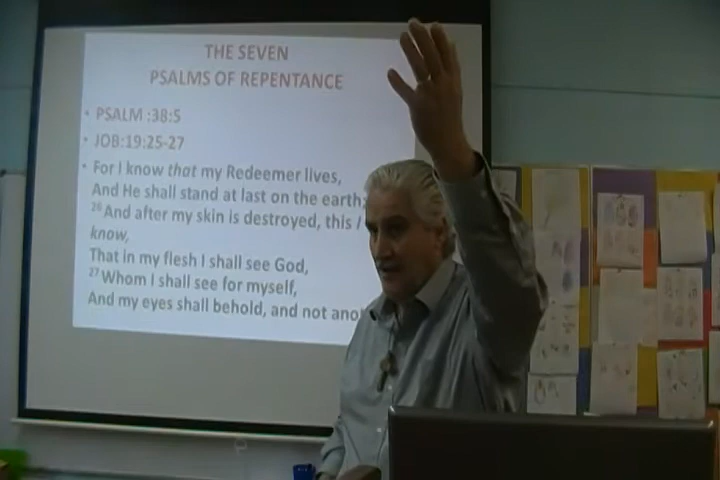 THE SEVEN
PSALMS OF REPENTANCE
• PSALM :38:5
• JOB:19:25-27
• For I know that my Redeemer lives,
And He shall stand at last on the earth;
26 And after my skin is destroyed, this I
know,
That in my flesh I shall see God,
27 Whom I shall see for myself,
And my eyes shall behold, and not